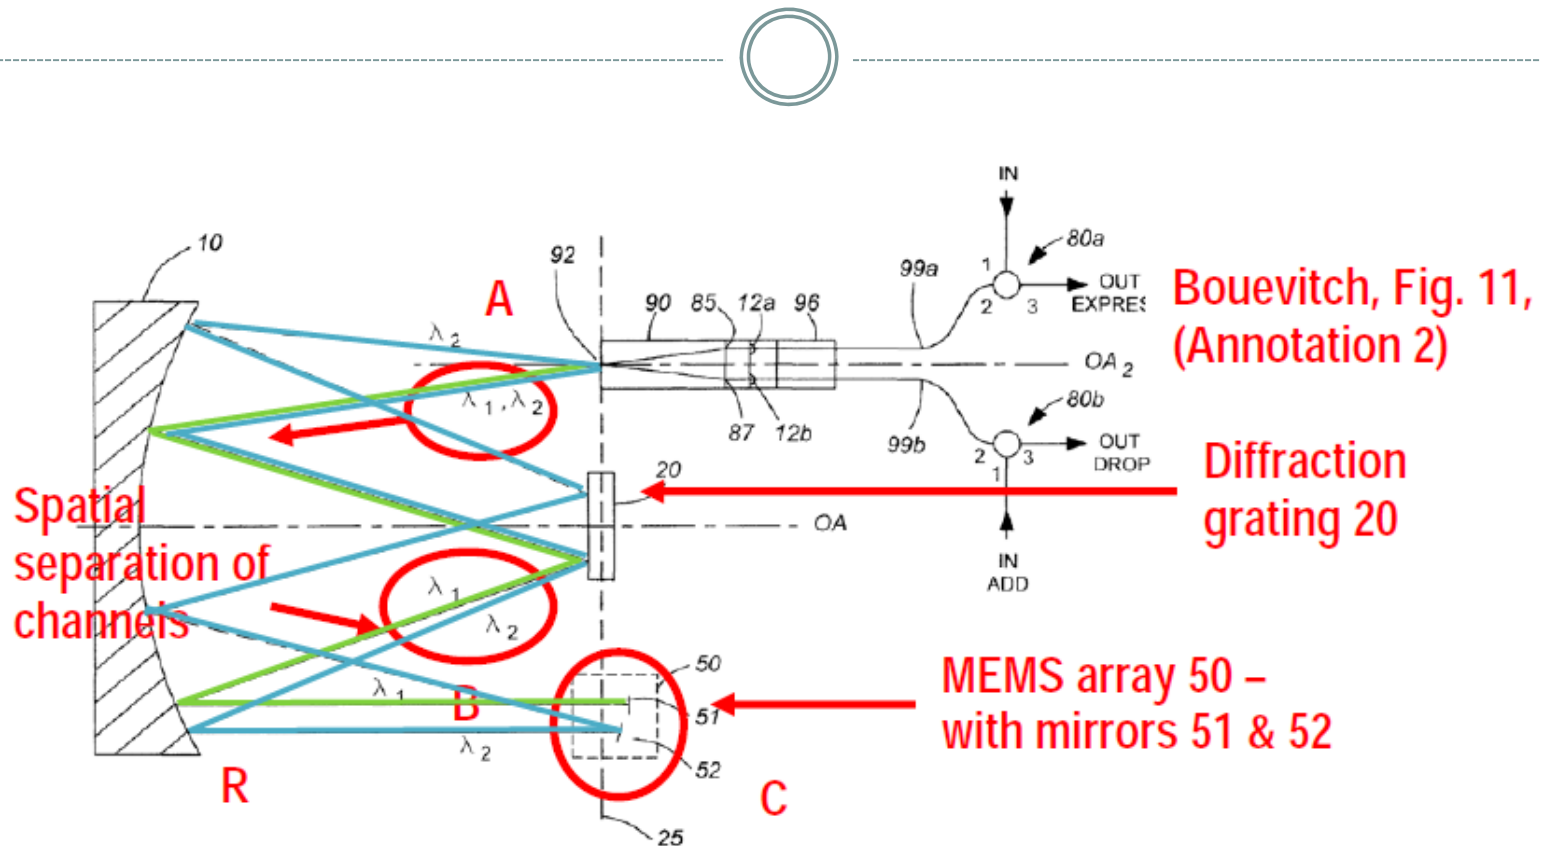 IN
10
80a
92
A
99a
1
OUT
EXPRES
2
3
90
85
12a
96
Bouevitch, Fig. 11,
(Annotation 2)
λ2
OA2
λ1, λ2
87
12b
99b
80b
2
3
OUT
DROP
1
20
Diffraction
grating 20
Spatial
separation of
channels
OA
IN
ADD
λ1
λ2
50
MEMS array 50 –
with mirrors 51 & 52
λ1
B
51
λ2
52
R
C
25